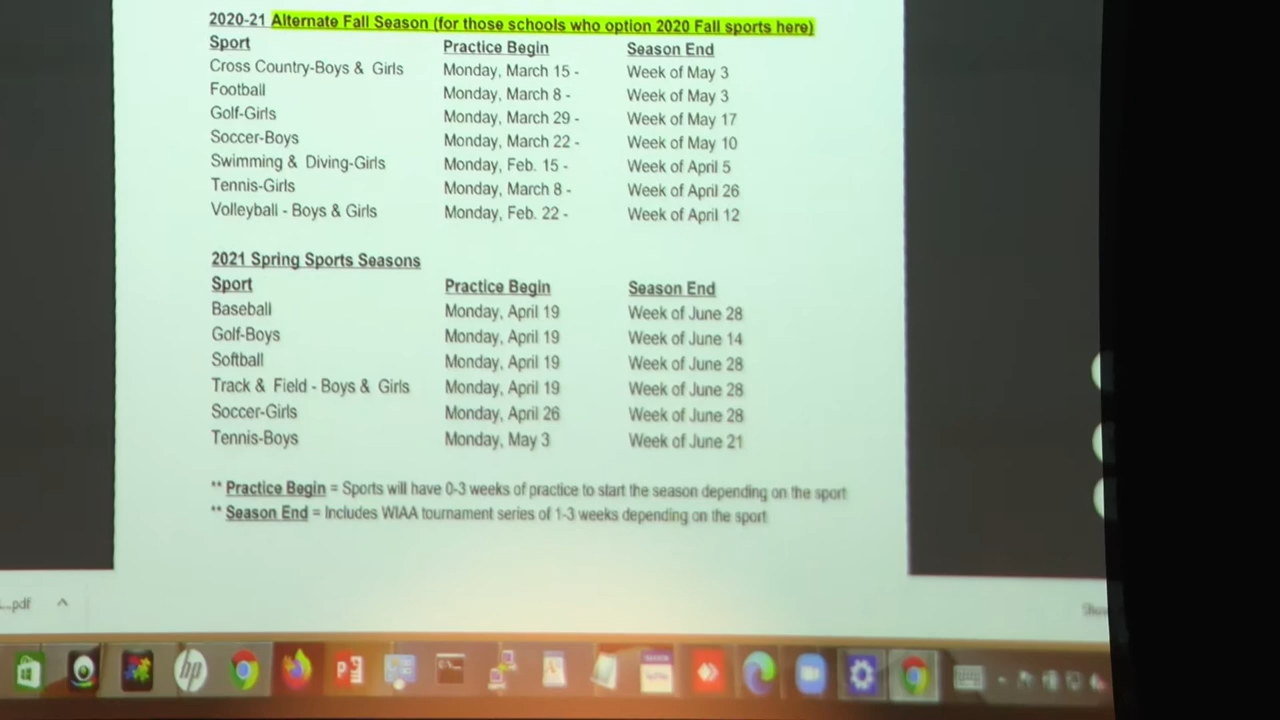 2020-21 Alternate Fall Season (for those schools who option 2020 Fall sports here)
Sport Practice Begin Season End
Cross Country-Boys & Girls Monday, March 15 - Week of May 3
Football Monday, March 8 - Week of May 3
Golf-Girls Monday, March 29 - Week of May 17
Soccer-Boys Monday, March 22 - Week of May 10
Swimming & Diving-Girls Monday, Feb. 15 - Week of April 5
Tennis-Girls Monday, March 8 - Week of April 26
Volleyball - Boys & Girls Monday, Feb. 22 - Week of April 12
2021 Spring Sports Seasons
Sport Practice Begin Season End
Baseball Monday, April 19 Week of June 28
Golf-Boys Monday, April 19 Week of June 14
Softball Monday, April 19 Week of June 28
Track & Field - Boys & Girls Monday, April 19 Week of June 28
Soccer-Girls Monday, April 26 Week of June 28
Tennis-Boys Monday, May 3 Week of June 21
** Practice Begin = Sports will have 0-3 weeks of practice to start the season depending on the sport
** Season End = Includes WIAA tournament series of 1-3 weeks depending on the sport
...pdf
hp